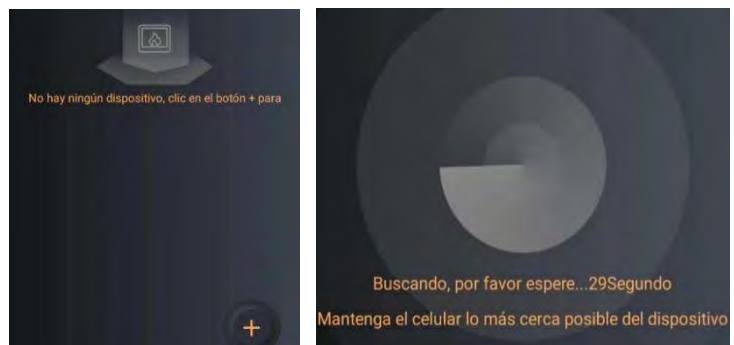 No hay ningún dispositivo, clic en el botón + para
+
Buscando, por favor espere...29Segundo
Mantenga el celular lo más cerca posible del dispositivo